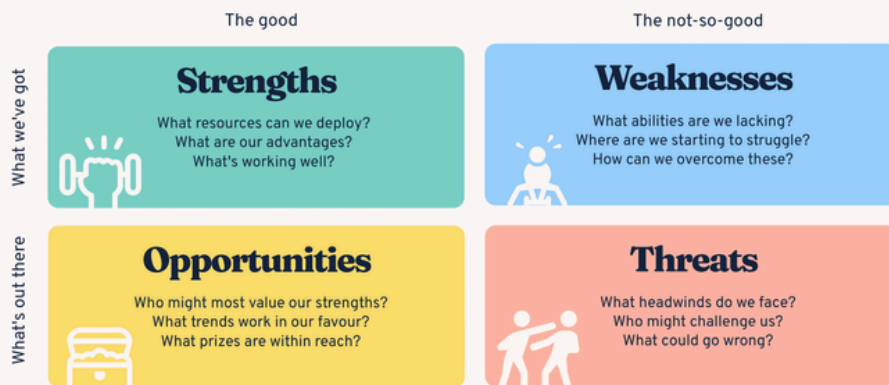 The good
The not-so-good
What we've got
Strengths
What resources can we deploy?
What are our advantages?
What's working well?
Weaknesses
What abilities are we lacking?
Where are we starting to struggle?
How can we overcome these?
What's out there
Opportunities
Who might most value our strengths?
What trends work in our favour?
What prizes are within reach?
Threats
What headwinds do we face?
Who might challenge us?
What could go wrong?